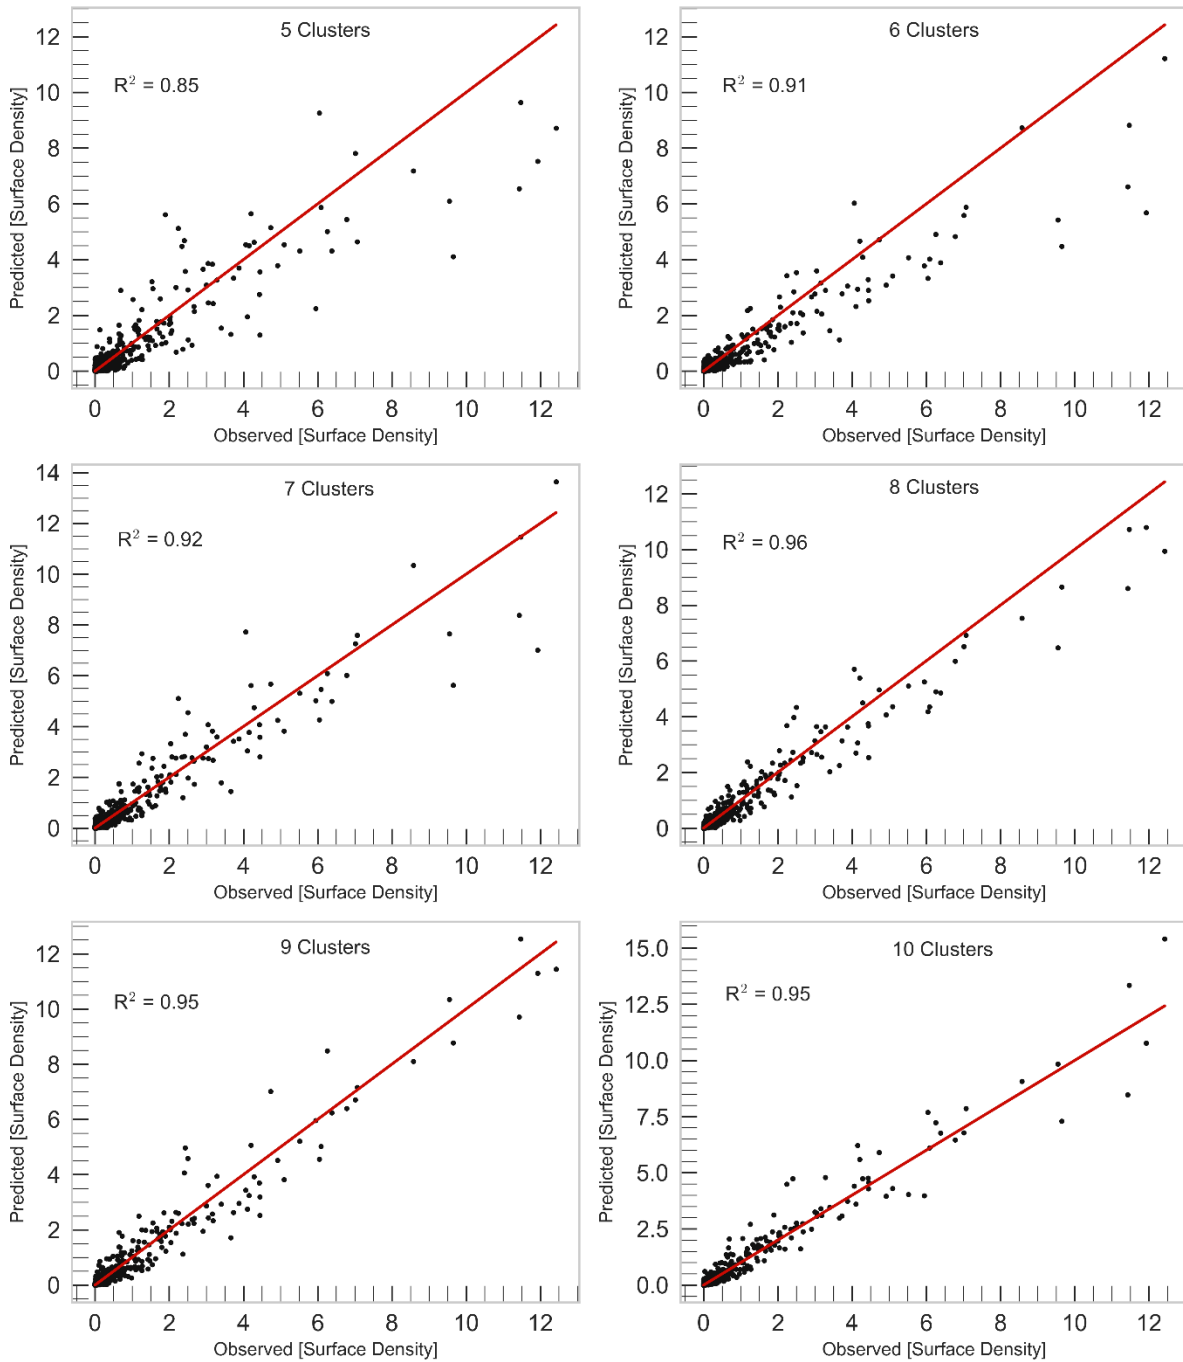 5 Clusters
R² = 0.85
Predicted [Surface Density]
12
10
8
6
4
2
0
0 2 4 6 8 10 12
Observed [Surface Density]
6 Clusters
R² = 0.91
Predicted [Surface Density]
12
10
8
6
4
2
0
0 2 4 6 8 10 12
Observed [Surface Density]
7 Clusters
R² = 0.92
Predicted [Surface Density]
14
12
10
8
6
4
2
0
0 2 4 6 8 10 12
Observed [Surface Density]
8 Clusters
R² = 0.96
Predicted [Surface Density]
12
10
8
6
4
2
0
0 2 4 6 8 10 12
Observed [Surface Density]
9 Clusters
R² = 0.95
Predicted [Surface Density]
12
10
8
6
4
2
0
0 2 4 6 8 10 12
Observed [Surface Density]
10 Clusters
R² = 0.95
Predicted [Surface Density]
15.0
12.5
10.0
7.5
5.0
2.5
0.0
0 2 4 6 8 10 12
Observed [Surface Density]